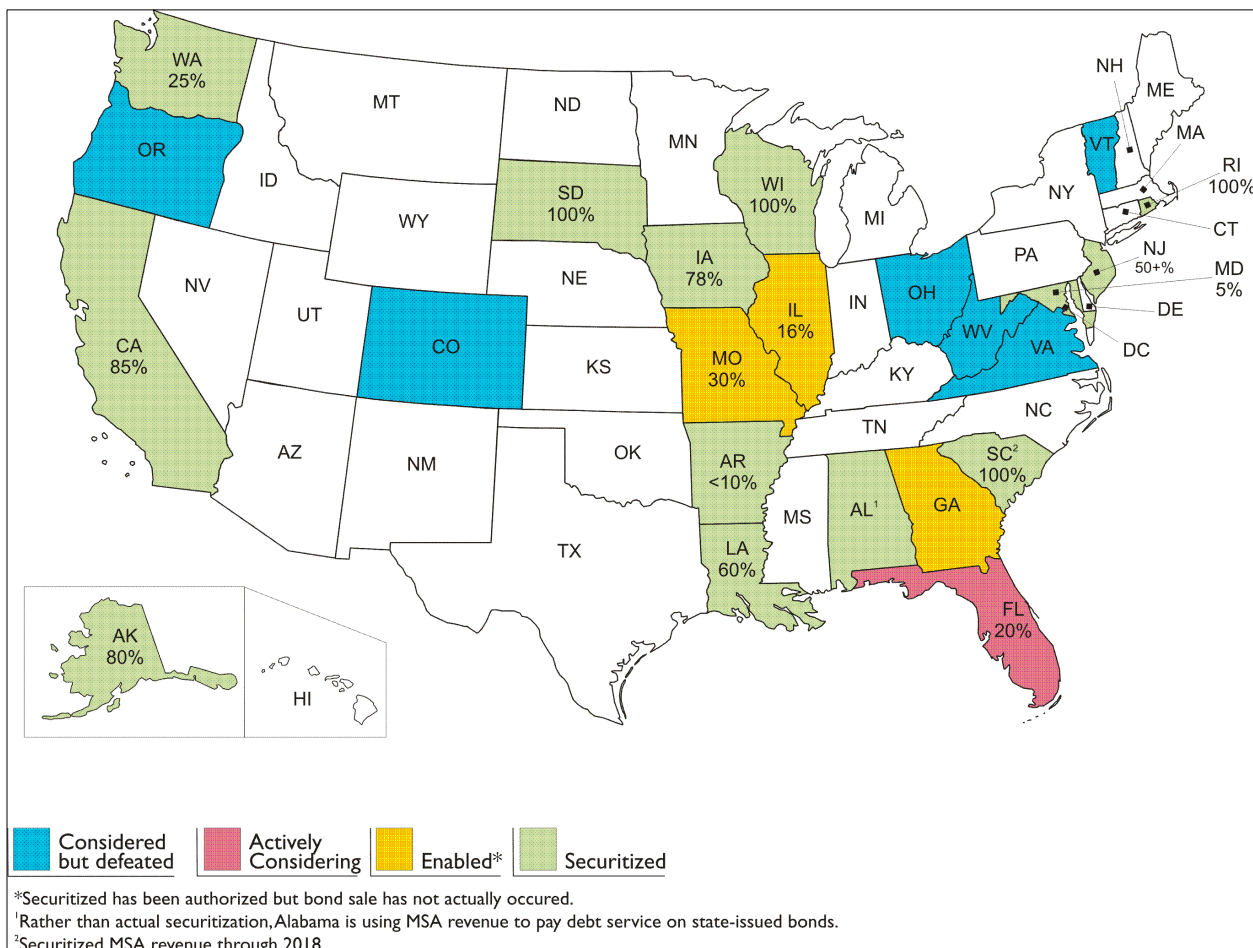 WA
25%
OR
CA
85%
NV
ID
MT
WY
UT
CO
AZ
NM
ND
SD
100%
NE
KS
OK
TX
MN
IA
78%
MO
30%
AR
<10%
LA
60%
WI
100%
IL
16%
MI
IN
OH
KY
TN
MS
AL¹
GA
FL
20%
SC²
100%
NC
VA
WV
PA
NY
VT
NH
ME
MA
RI
100%
CT
NJ
50+%
MD
5%
DE
DC
AK
80%
HI
Considered
but defeated
Actively
Considering
Enabled*
Securitized
*Securitized has been authorized but bond sale has not actually occured.
¹Rather than actual securitization, Alabama is using MSA revenue to pay debt service on state-issued bonds.
²Securitized MSA revenue through 2018